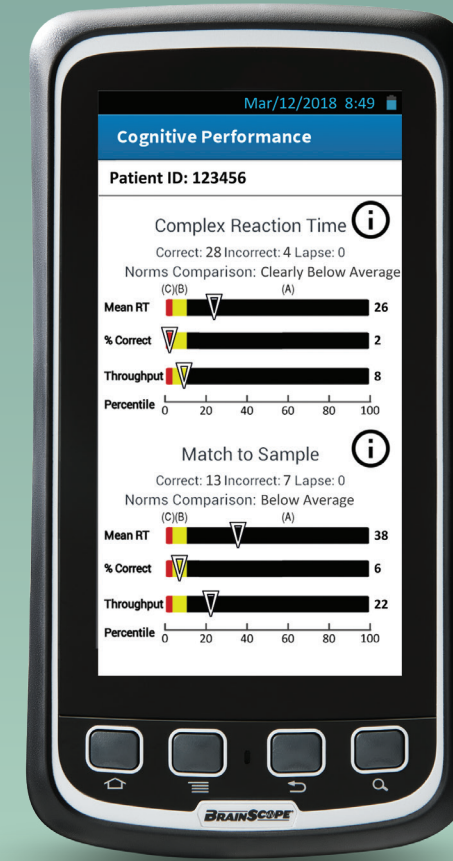 Mar/12/2018 8:49
Cognitive Performance
Patient ID: 123456
Complex Reaction Time i
Correct: 28 Incorrect: 4 Lapse: 0
Norms Comparison: Clearly Below Average
(C)(B) (A)
Mean RT 26
% Correct 2
Throughput 8
Percentile 0 20 40 60 80 100
Match to Sample i
Correct: 13 Incorrect: 7 Lapse: 0
Norms Comparison: Below Average
(C)(B) (A)
Mean RT 38
% Correct 6
Throughput 22
Percentile 0 20 40 60 80 100
BRAINSCOPE